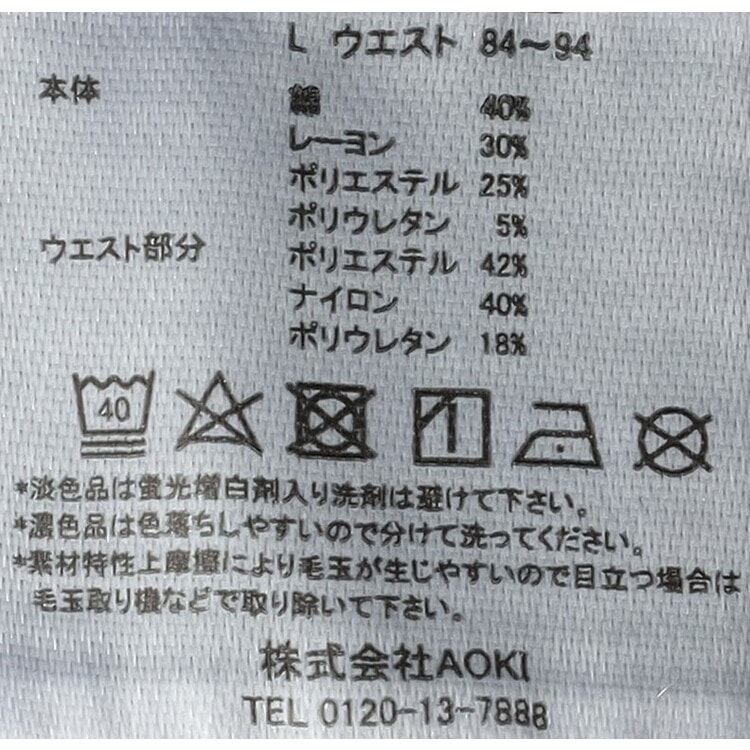 L ウエスト 84～94
本体 綿 40%
レーヨン 30%
ポリエステル 25%
ポリウレタン 5%
ウエスト部分 ポリエステル 42%
ナイロン 40%
ポリウレタン 18%
40
*淡色品は蛍光増白剤入り洗剤は避けて下さい。
*濃色品は色落ちしやすいので分けて洗ってください。
*素材特性上摩擦により毛玉が生じやすいので目立つ場合は
毛玉取り機などで取り除いて下さい。
株式会社AOKI
TEL 0120-13-7888